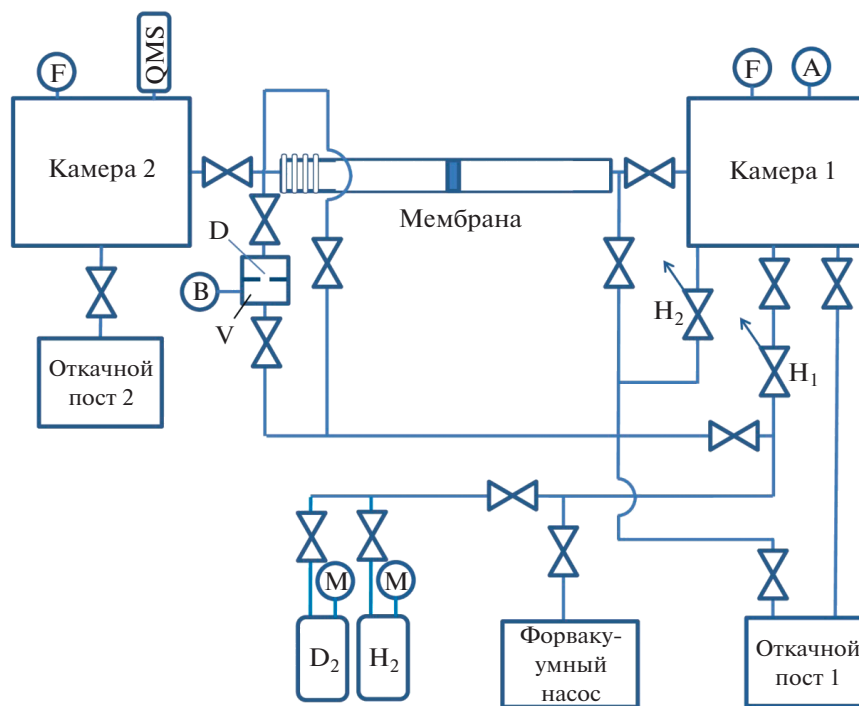 QMS
F
F
A
Камера 2
Камера 1
Мембрана
D
B
V
H₂
H₁
Откачной
пост 2
M
M
D₂
H₂
Форваку-
умный
насос
Откачной
пост 1